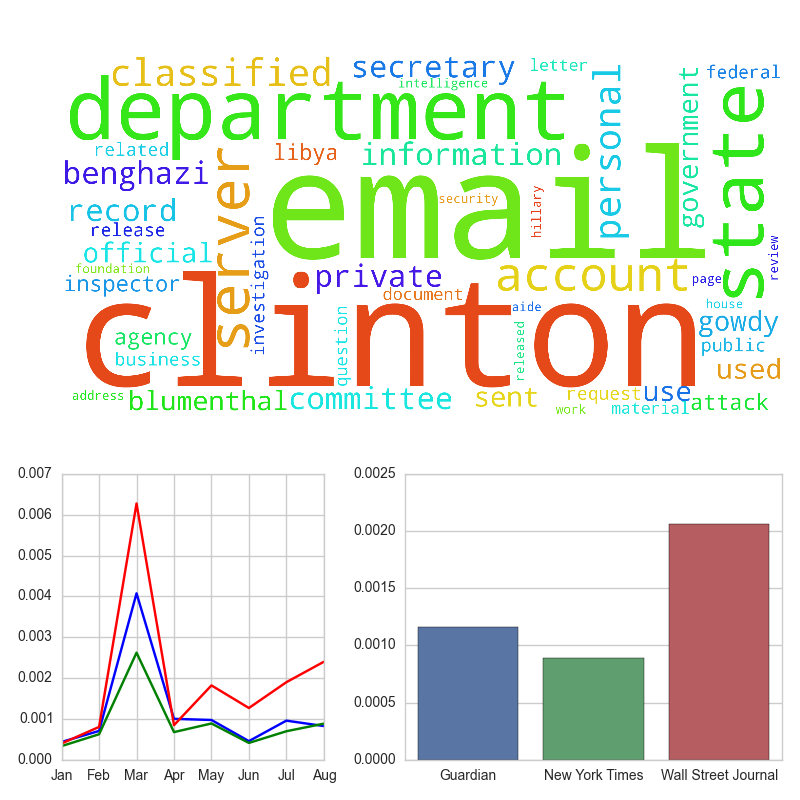 classified
secretary
letter
intelligence
federal
department
personal
state
government
related
libya
information
server
email
benghazi
security
hillary
record
release
official
investigation
review
foundation
inspector
private
account
page
document
clinton
aide
house
agency
question
released
gowdy
business
public
used
address
blumenthal
committee
sent
request
use
work
material
attack
0.007
0.006
0.005
0.004
0.003
0.002
0.001
0.000
Jan Feb Mar Apr May Jun Jul Aug
0.0025
0.0020
0.0015
0.0010
0.0005
0.0000
Guardian New York Times Wall Street Journal